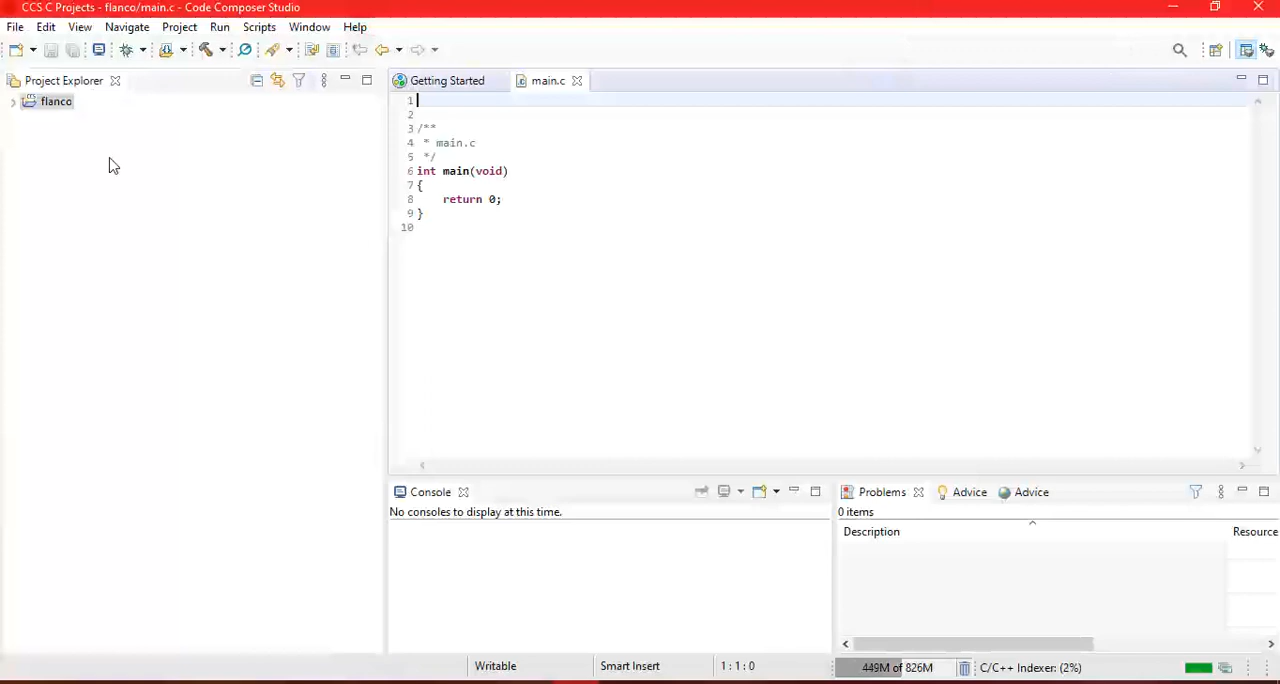 CCS C Projects - flanco/main.c - Code Composer Studio
File Edit View Navigate Project Run Scripts Window Help
Project Explorer
flanco
Getting Started main.c
1
2
3 /**
4 * main.c
5 */
6 int main(void)
7 {
8 return 0;
9 }
10
Console
No consoles to display at this time.
Problems Advice Advice
0 items
Description Resource
Writable Smart Insert 1 : 1 : 0 449M of 826M C/C++ Indexer: (2%)